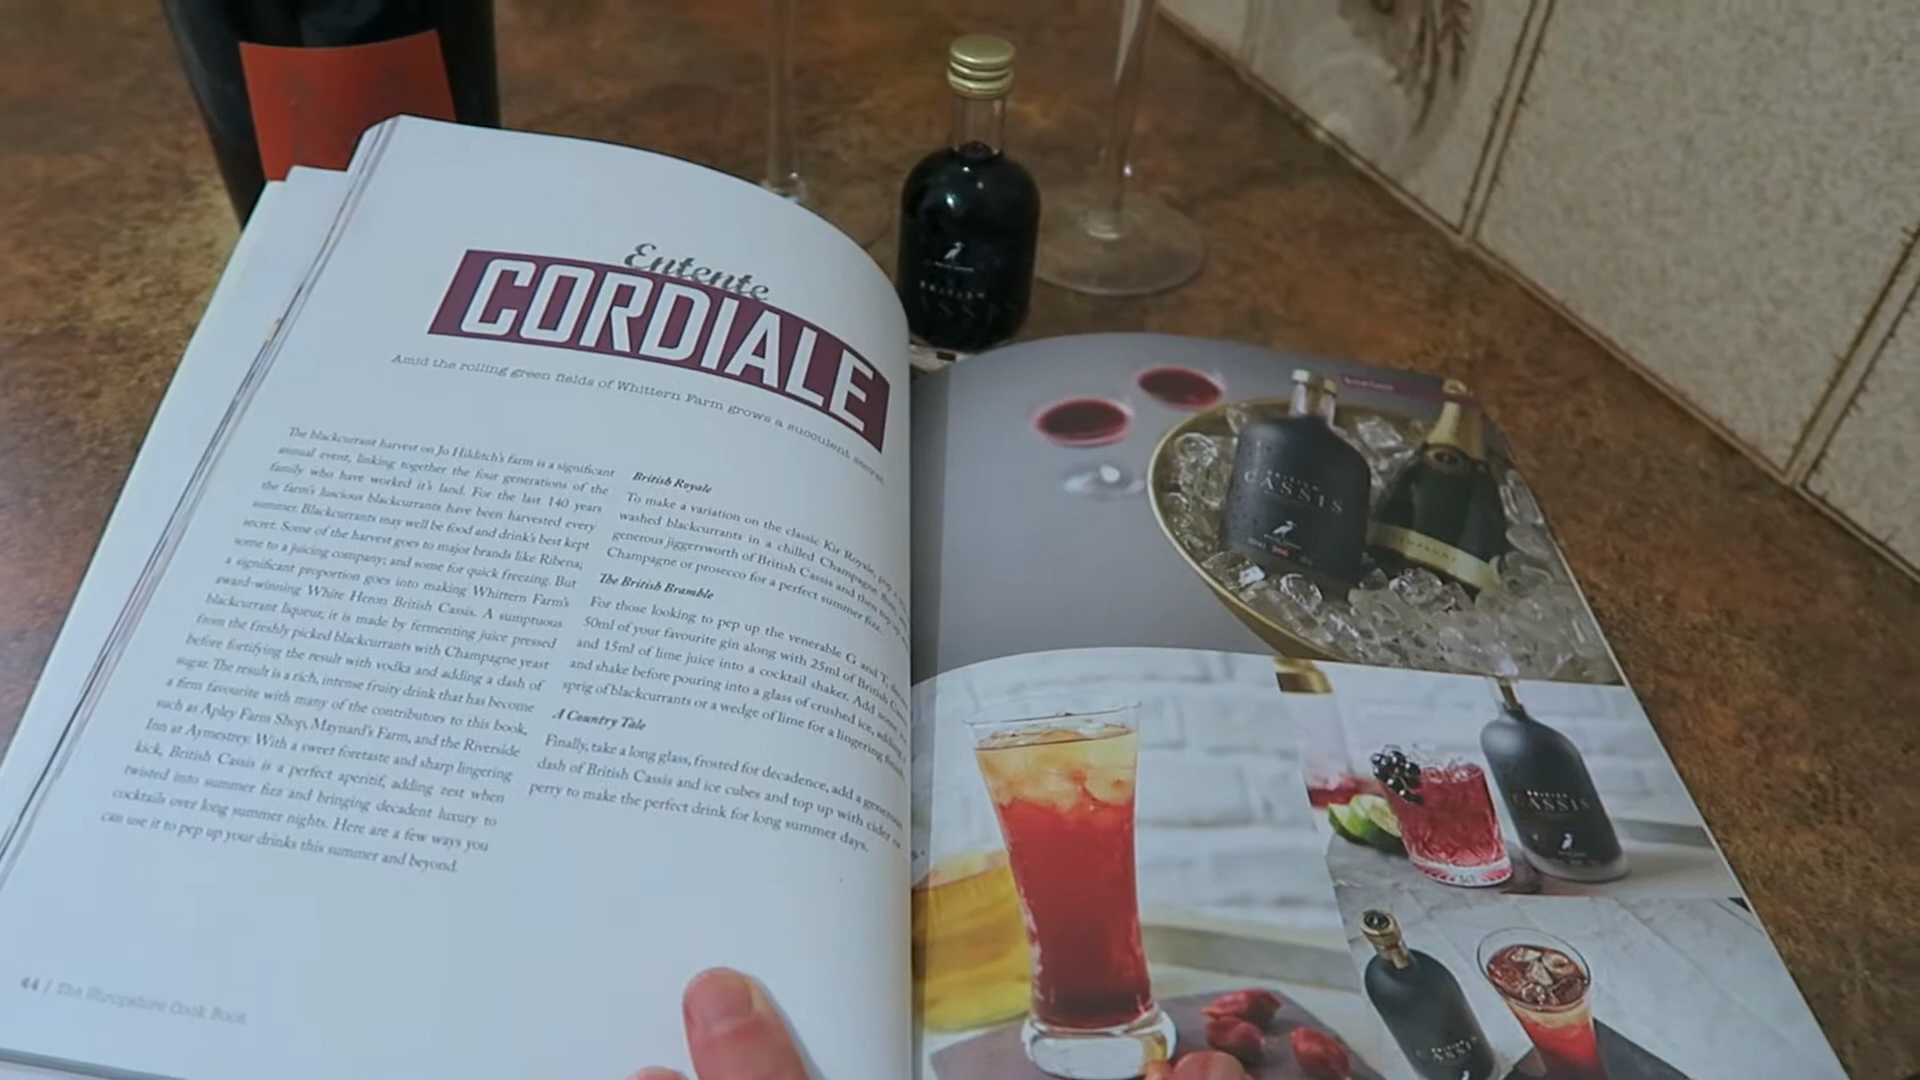 Entente
CORDIALE
Amid the rolling green fields of Whittern Farm grows a succulent secret
The blackcurrant harvest on Jo Hilditch's farm is a significant
annual event, linking together the four generations of the
family who have worked it's land. For the last 140 years
the farm's luscious blackcurrants have been harvested every
summer. Blackcurrants may well be food and drink's best kept
secret. Some of the harvest goes to major brands like Ribena;
some to a juicing company; and some for quick freezing. But
a significant proportion goes into making Whittern Farm's
award-winning White Heron British Cassis. A sumptuous
blackcurrant liqueur, it is made by fermenting juice pressed
from the freshly picked blackcurrants with Champagne yeast
before fortifying the result with vodka and adding a dash of
sugar. The result is a rich, intense fruity drink that has become
a firm favourite with many of the contributors to this book,
such as Apley Farm Shop, Maynard's Farm, and the Riverside
Inn at Aymestrey. With a sweet foretaste and sharp lingering
kick, British Cassis is a perfect aperitif, adding zest when
twisted into summer fizz and bringing decadent luxury to
cocktails over long summer nights. Here are a few ways you
can use it to pep up your drinks this summer and beyond.
British Royale
To make a variation on the classic Kir Royale,
washed blackcurrants in a chilled Champagne
generous jiggersworth of British Cassis and then top up
Champagne or prosecco for a perfect summer fizz.
The British Bramble
For those looking to pep up the venerable G and T,
50ml of your favourite gin along with 25ml of British
and 15ml of lime juice into a cocktail shaker. Add
and shake before pouring into a glass of crushed ice, adding
sprig of blackcurrants or a wedge of lime for a lingering finish.
A Country Tale
Finally, take a long glass, frosted for decadence, add a generous
dash of British Cassis and ice cubes and top up with cider or
perry to make the perfect drink for long summer days.
44 / The Shropshire Cook Book
BRITISH
CASSIS
BRITISH
CASSIS
BRITISH
CASSIS
CASSIS